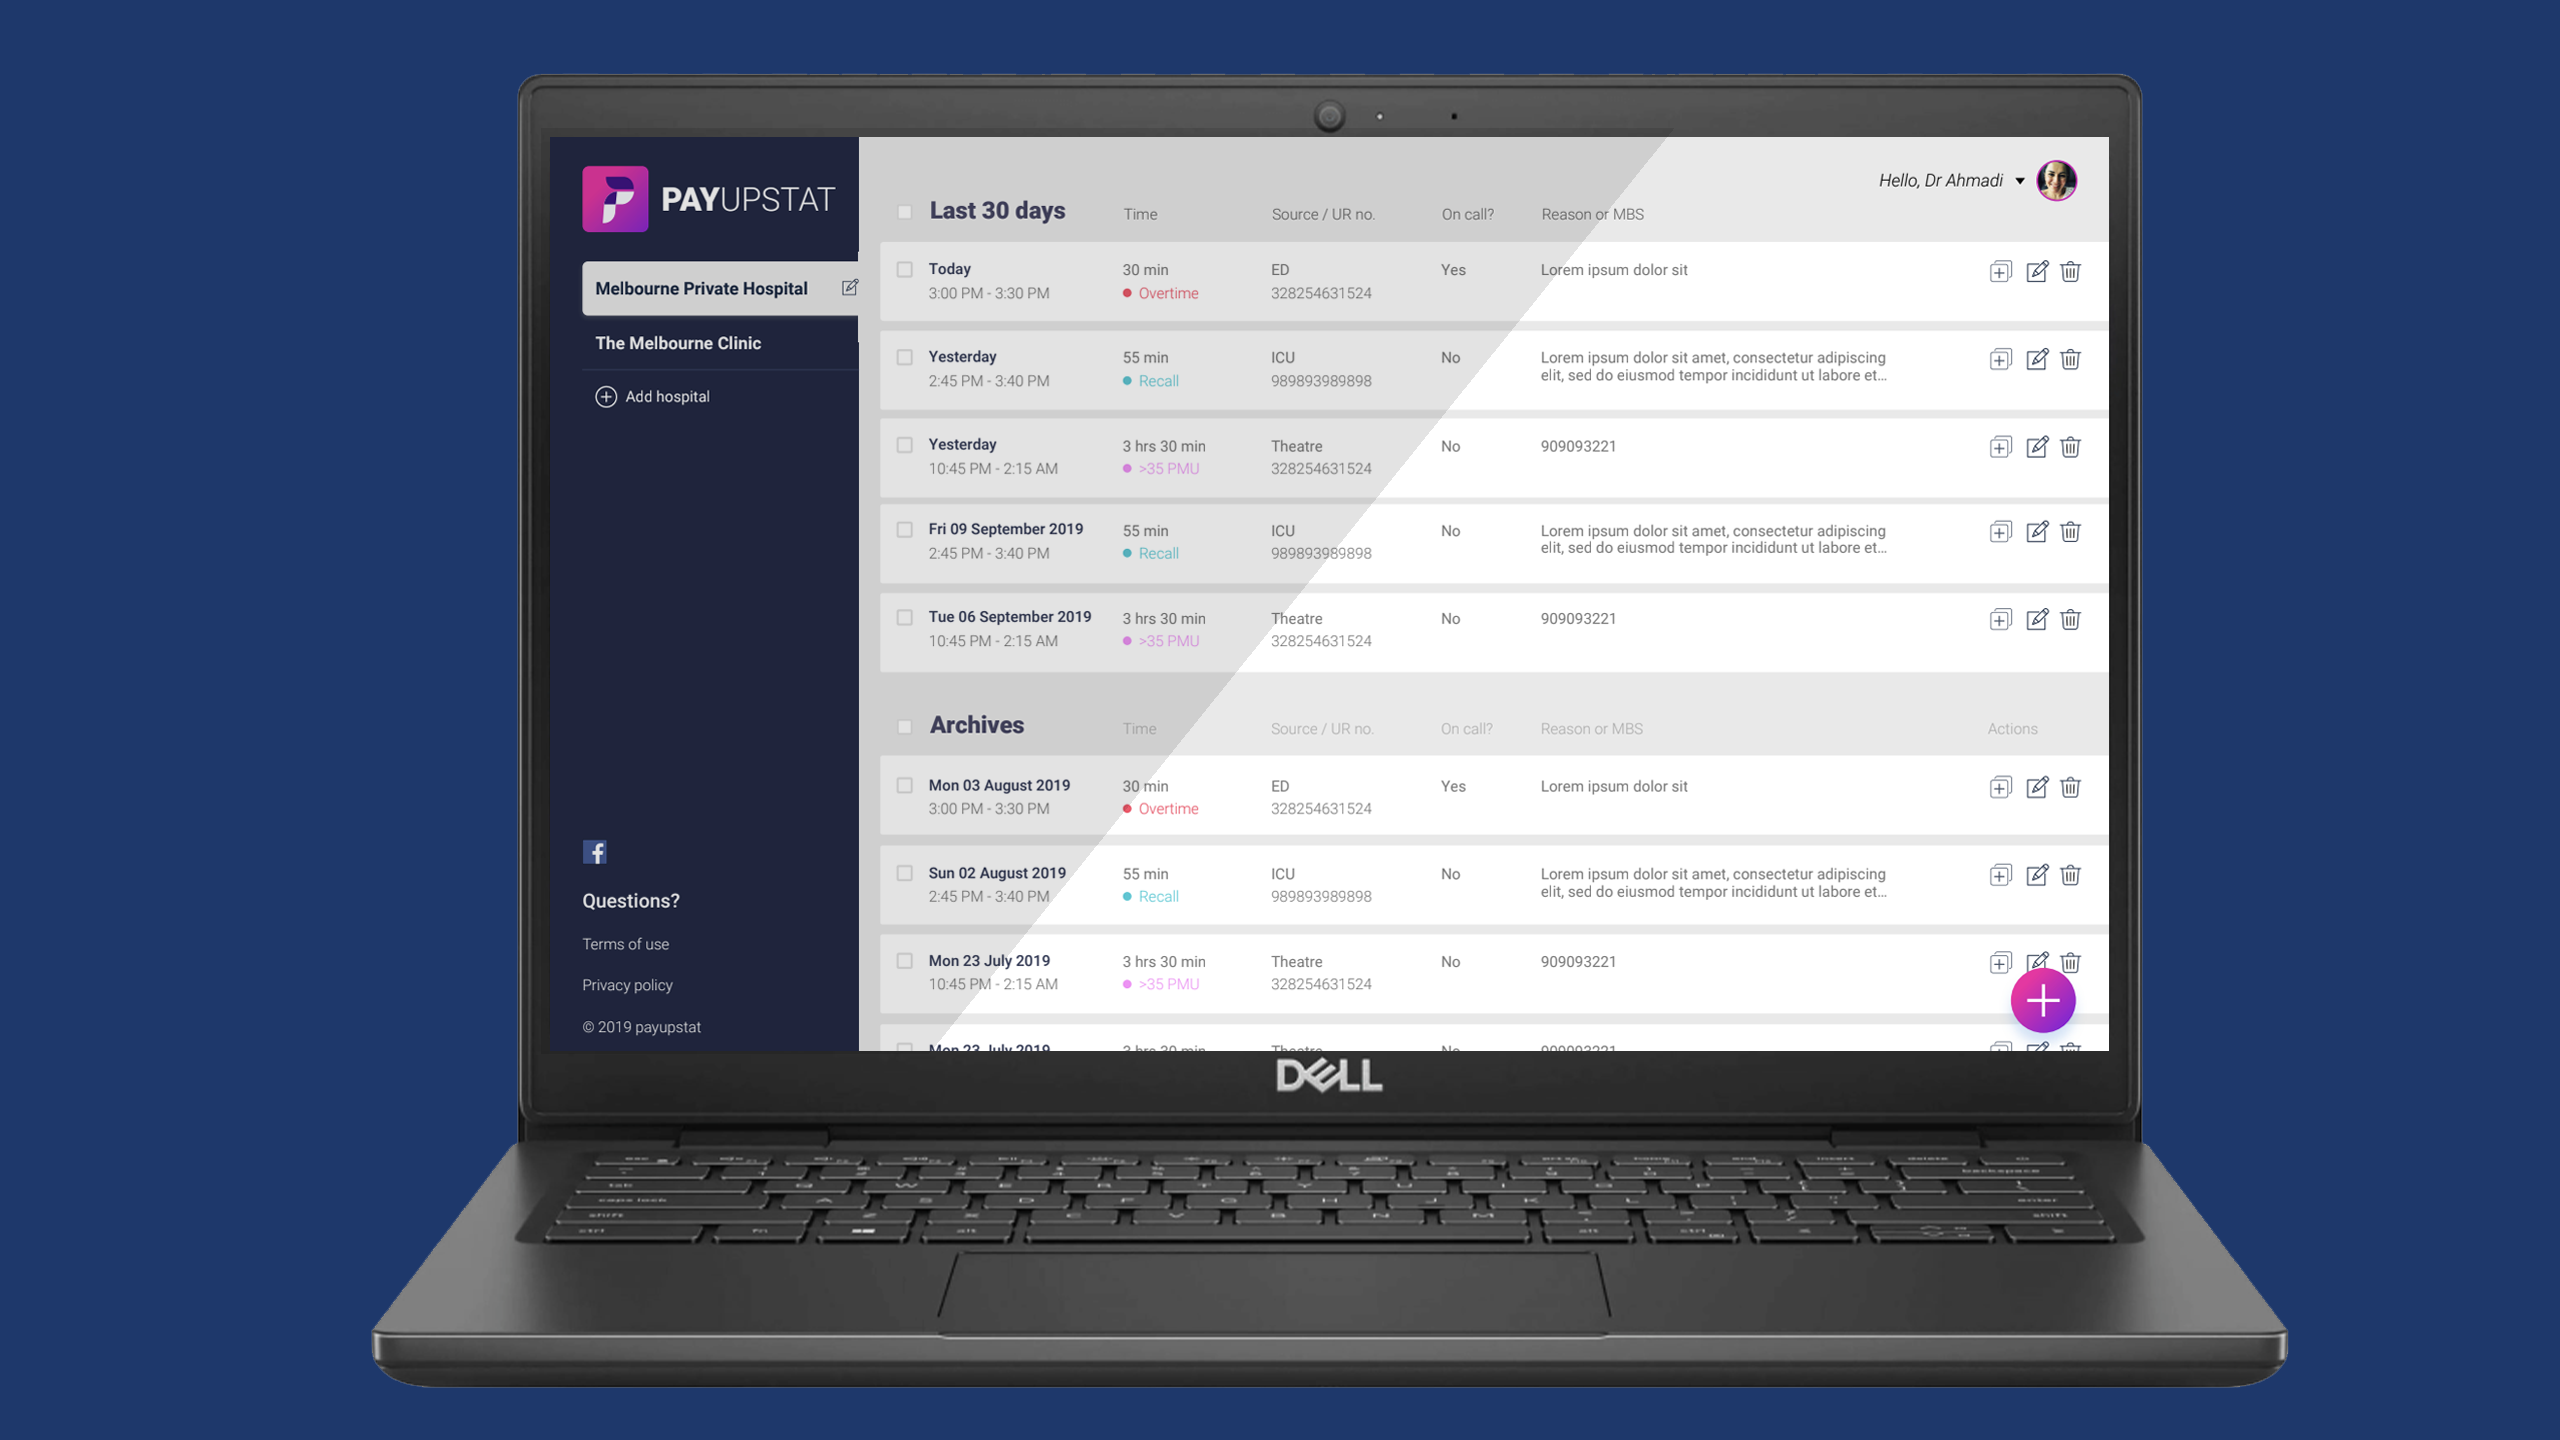 PAYUPSTAT
Melbourne Private Hospital
The Melbourne Clinic
Add hospital
Questions?
Terms of use
Privacy policy
© 2019 payupstat
Hello, Dr Ahmadi
Last 30 days Time Source / UR no. On call? Reason or MBS
Today 30 min ED Yes Lorem ipsum dolor sit
3:00 PM - 3:30 PM Overtime 328254631524
Yesterday 55 min ICU No Lorem ipsum dolor sit amet, consectetur adipiscing
2:45 PM - 3:40 PM Recall 989893989898 elit, sed do eiusmod tempor incididunt ut labore et...
Yesterday 3 hrs 30 min Theatre No 909093221
10:45 PM - 2:15 AM >35 PMU 328254631524
Fri 09 September 2019 55 min ICU No Lorem ipsum dolor sit amet, consectetur adipiscing
2:45 PM - 3:40 PM Recall 989893989898 elit, sed do eiusmod tempor incididunt ut labore et...
Tue 06 September 2019 3 hrs 30 min Theatre No 909093221
10:45 PM - 2:15 AM >35 PMU 328254631524
Archives Time Source / UR no. On call? Reason or MBS Actions
Mon 03 August 2019 30 min ED Yes Lorem ipsum dolor sit
3:00 PM - 3:30 PM Overtime 328254631524
Sun 02 August 2019 55 min ICU No Lorem ipsum dolor sit amet, consectetur adipiscing
2:45 PM - 3:40 PM Recall 989893989898 elit, sed do eiusmod tempor incididunt ut labore et...
Mon 23 July 2019 3 hrs 30 min Theatre No 909093221
10:45 PM - 2:15 AM >35 PMU 328254631524
Mon 23 July 2019 3 hrs 30 min Theatre No 909093221
DELL
backspace
tab Q W E R T Y U
caps lock A S D F G H J K L enter
shift Z X C V B N M shift
ctrl fn alt alt ctrl